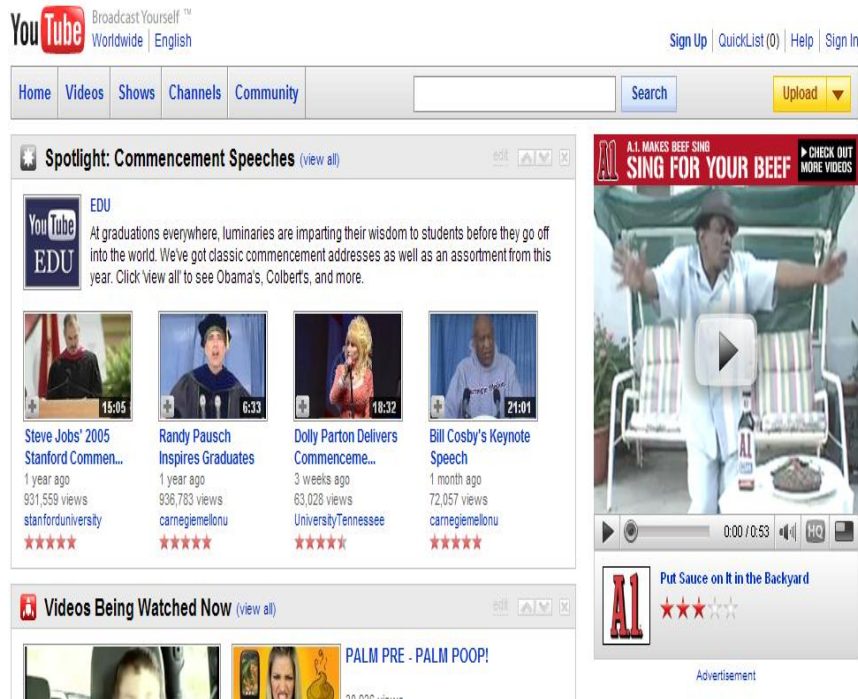 You Tube
Broadcast Yourself ™
Worldwide | English
Sign Up | QuickList (0) | Help | Sign In
Home
Videos
Shows
Channels
Community
Search
Upload
Spotlight: Commencement Speeches (view all)
edit
You Tube
EDU
EDU
At graduations everywhere, luminaries are imparting their wisdom to students before they go off
into the world. We've got classic commencement addresses as well as an assortment from this
year. Click 'view all' to see Obama's, Colbert's, and more.
15:05
Steve Jobs' 2005
Stanford Commen...
1 year ago
931,559 views
stanforduniversity
6:33
Randy Pausch
Inspires Graduates
1 year ago
936,783 views
carnegiemellonu
18:32
Dolly Parton Delivers
Commenceme...
3 weeks ago
63,028 views
UniversityTennessee
21:01
Bill Cosby's Keynote
Speech
1 month ago
72,057 views
carnegiemellonu
Videos Being Watched Now (view all)
edit
PALM PRE - PALM POOP!
A1
A.1. MAKES BEEF SING
SING FOR YOUR BEEF
CHECK OUT
MORE VIDEOS
A1
0:00 / 0:53
HQ
A1
Put Sauce on It in the Backyard
Advertisement